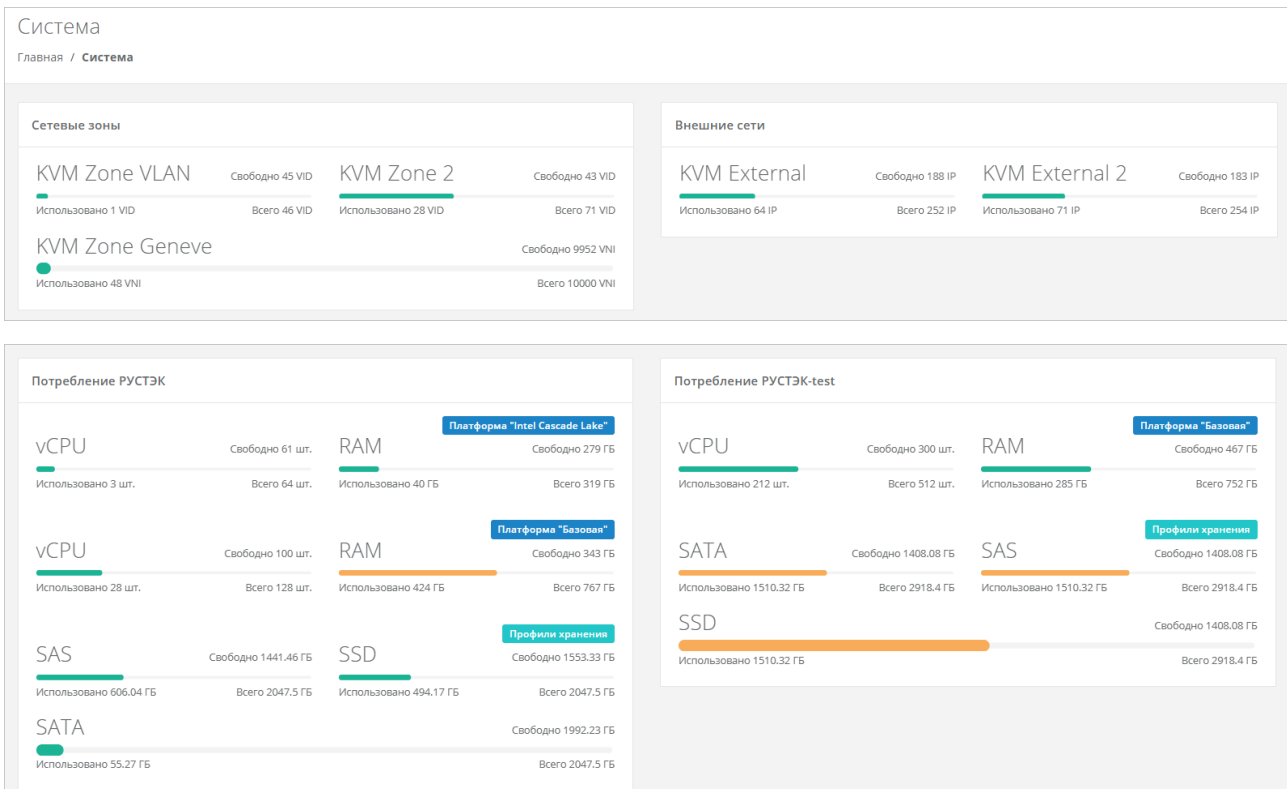 Система
Главная / Система
Сетевые зоны
KVM Zone VLAN Свободно 45 VID
Использовано 1 VID Всего 46 VID
KVM Zone 2 Свободно 43 VID
Использовано 28 VID Всего 71 VID
KVM Zone Geneve Свободно 9952 VNI
Использовано 48 VNI Всего 10000 VNI
Внешние сети
KVM External Свободно 188 IP
Использовано 64 IP Всего 252 IP
KVM External 2 Свободно 183 IP
Использовано 71 IP Всего 254 IP
Потребление РУСТЭК
Платформа "Intel Cascade Lake"
vCPU Свободно 61 шт.
Использовано 3 шт. Всего 64 шт.
RAM Свободно 279 ГБ
Использовано 40 ГБ Всего 319 ГБ
Платформа "Базовая"
vCPU Свободно 100 шт.
Использовано 28 шт. Всего 128 шт.
RAM Свободно 343 ГБ
Использовано 424 ГБ Всего 767 ГБ
Профили хранения
SAS Свободно 1441.46 ГБ
Использовано 606.04 ГБ Всего 2047.5 ГБ
SSD Свободно 1553.33 ГБ
Использовано 494.17 ГБ Всего 2047.5 ГБ
SATA Свободно 1992.23 ГБ
Использовано 55.27 ГБ Всего 2047.5 ГБ
Потребление РУСТЭК-test
Платформа "Базовая"
vCPU Свободно 300 шт.
Использовано 212 шт. Всего 512 шт.
RAM Свободно 467 ГБ
Использовано 285 ГБ Всего 752 ГБ
Профили хранения
SATA Свободно 1408.08 ГБ
Использовано 1510.32 ГБ Всего 2918.4 ГБ
SAS Свободно 1408.08 ГБ
Использовано 1510.32 ГБ Всего 2918.4 ГБ
SSD Свободно 1408.08 ГБ
Использовано 1510.32 ГБ Всего 2918.4 ГБ